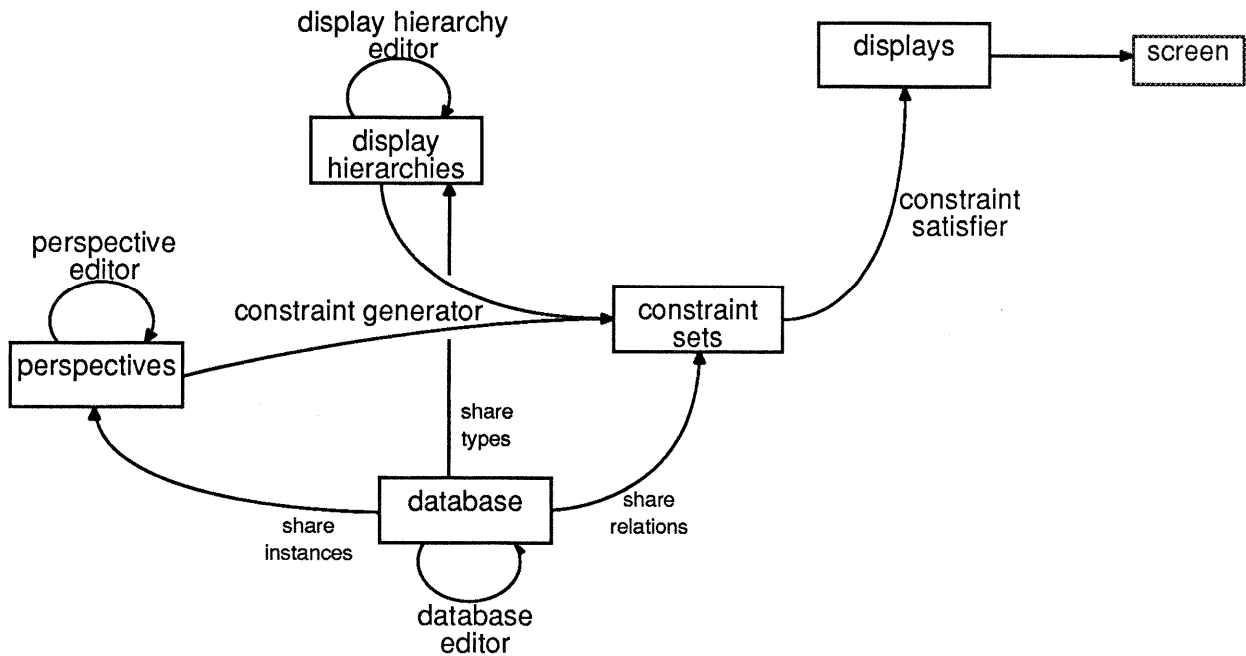 display hierarchy
editor
displays
screen
display
hierarchies
constraint
satisfier
perspective
editor
constraint generator
constraint
sets
perspectives
share
types
database
share
instances
share
relations
database
editor